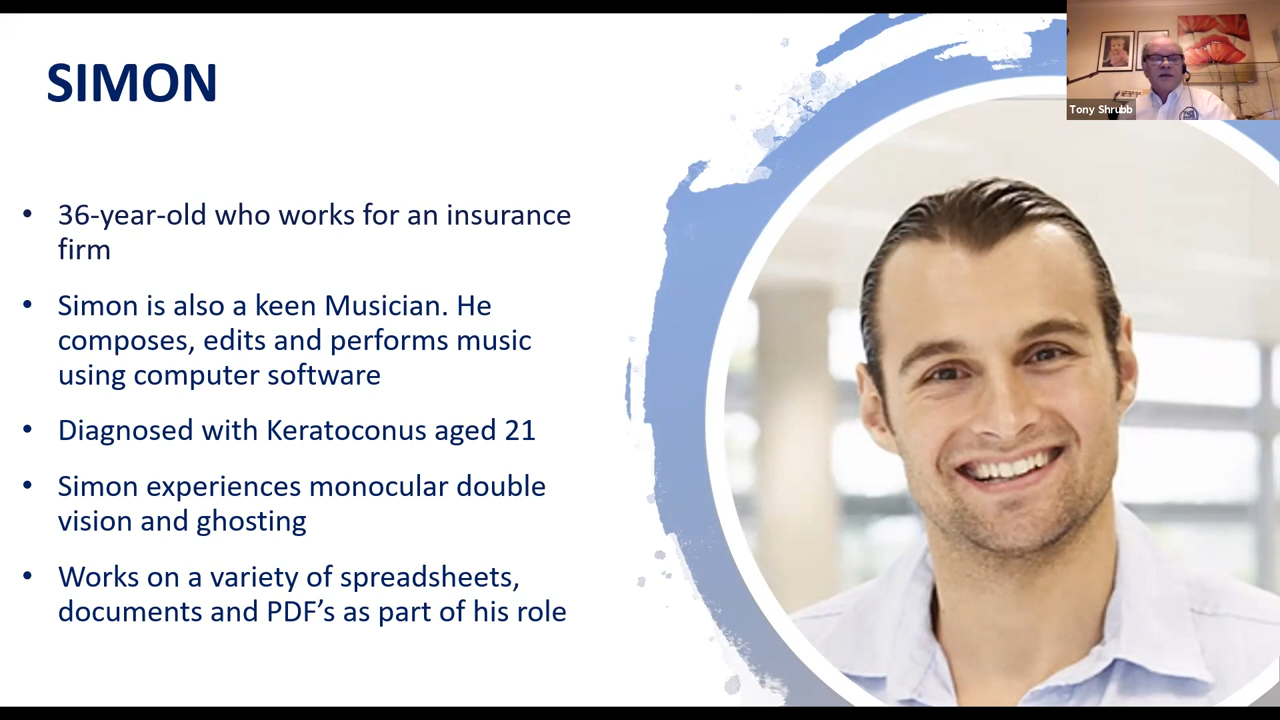 SIMON
Tony Shrubb
• 36-year-old who works for an insurance
firm
• Simon is also a keen Musician. He
composes, edits and performs music
using computer software
• Diagnosed with Keratoconus aged 21
• Simon experiences monocular double
vision and ghosting
• Works on a variety of spreadsheets,
documents and PDF’s as part of his role